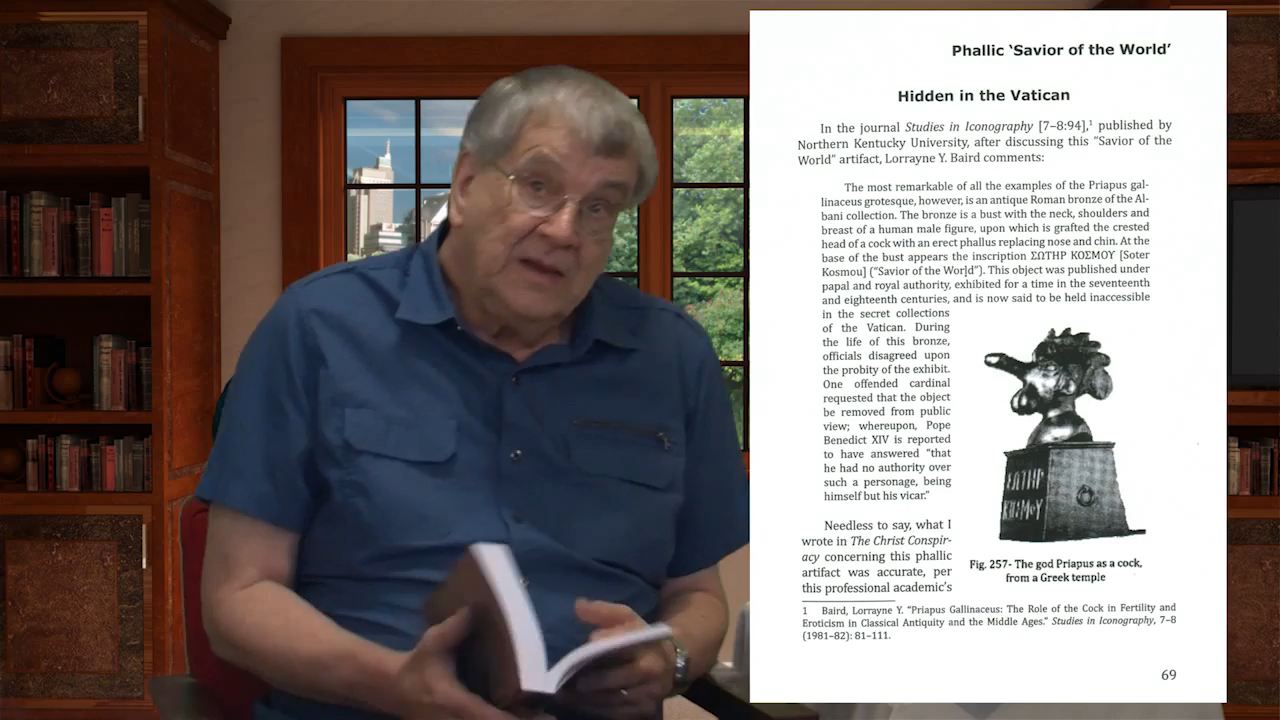 Phallic ‘Savior of the World’
Hidden in the Vatican
In the journal Studies in Iconography [7–8:94],¹ published by
Northern Kentucky University, after discussing this “Savior of the
World” artifact, Lorrayne Y. Baird comments:
The most remarkable of all the examples of the Priapus gal-
linaceus grotesque, however, is an antique Roman bronze of the Al-
bani collection. The bronze is a bust with the neck, shoulders and
breast of a human male figure, upon which is grafted the crested
head of a cock with an erect phallus replacing nose and chin. At the
base of the bust appears the inscription ΣΩΤΗΡ ΚΟΣΜΟΥ [Soter
Kosmou] (“Savior of the World”). This object was published under
papal and royal authority, exhibited for a time in the seventeenth
and eighteenth centuries, and is now said to be held inaccessible
in the secret collections
of the Vatican. During
the life of this bronze,
officials disagreed upon
the probity of the exhibit.
One offended cardinal
requested that the object
be removed from public
view; whereupon, Pope
Benedict XIV is reported
to have answered “that
he had no authority over
such a personage, being
himself but his vicar.”
Needless to say, what I
wrote in The Christ Conspir-
acy concerning this phallic
artifact was accurate, per
this professional academic’s
Fig. 257- The god Priapus as a cock,
from a Greek temple
1 Baird, Lorrayne Y. “Priapus Gallinaceus: The Role of the Cock in Fertility and
Eroticism in Classical Antiquity and the Middle Ages.” Studies in Iconography, 7–8
(1981–82): 81–111.
69